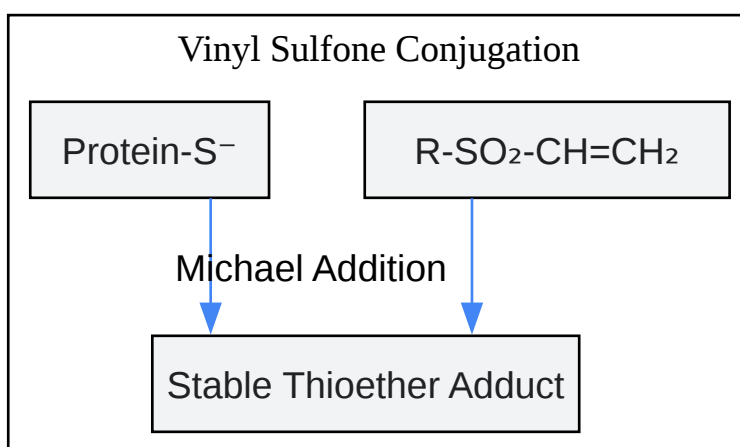 Vinyl Sulfone Conjugation
Protein-S⁻
R-SO₂-CH=CH₂
Michael Addition
Stable Thioether Adduct